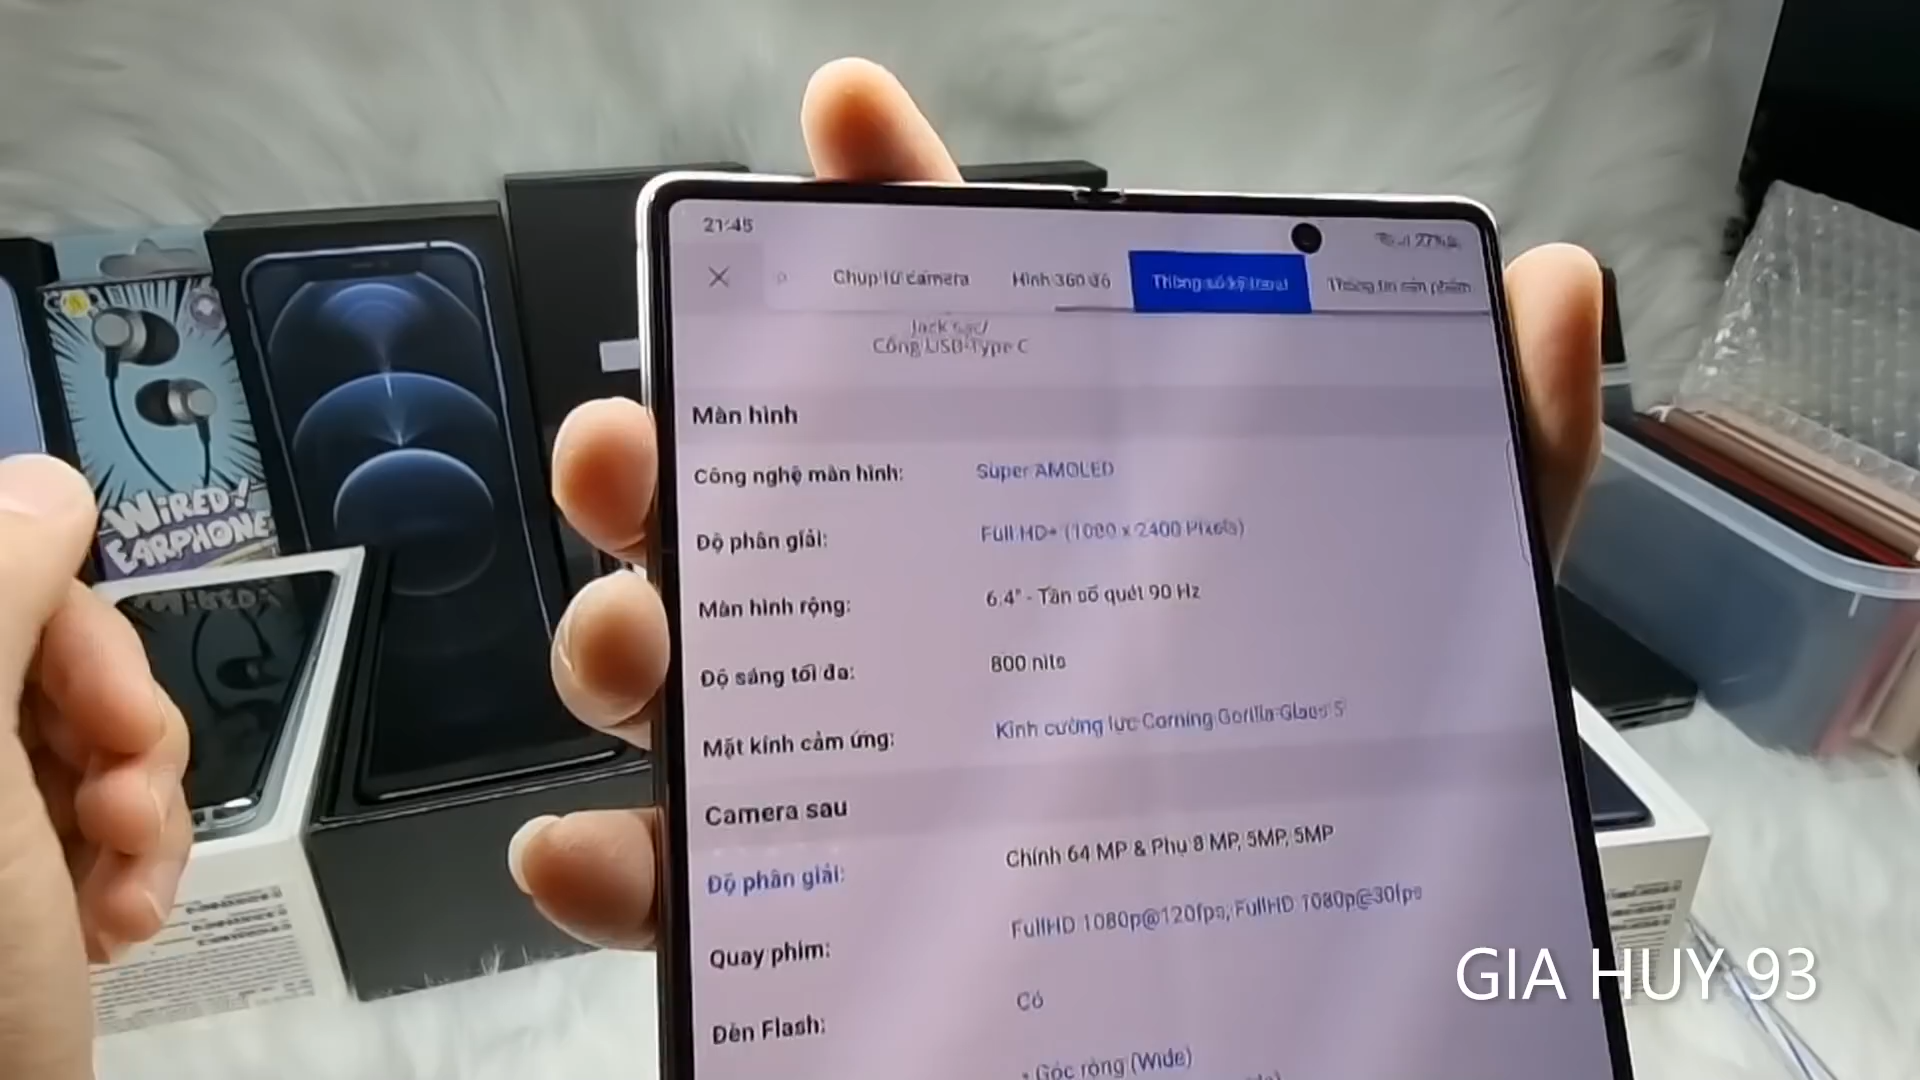 21:45
27%
Chụp từ camera
Hình 360 độ
Thông số kỹ thuật
Thông tin sản phẩm
Jack sạc/
Cổng USB Type C
Màn hình
Công nghệ màn hình: Super AMOLED
Độ phân giải: Full HD+ (1080 x 2400 Pixels)
Màn hình rộng: 6.4" - Tần số quét 90 Hz
Độ sáng tối đa: 800 nits
Mặt kính cảm ứng: Kính cường lực Corning Gorilla Glass 5
Camera sau
Độ phân giải: Chính 64 MP & Phụ 8 MP, 5MP, 5MP
Quay phim: FullHD 1080p@120fps, FullHD 1080p@30fps
Đèn Flash: Có
• Góc rộng (Wide)
WIRED!
EARPHONE
GIA HUY 93